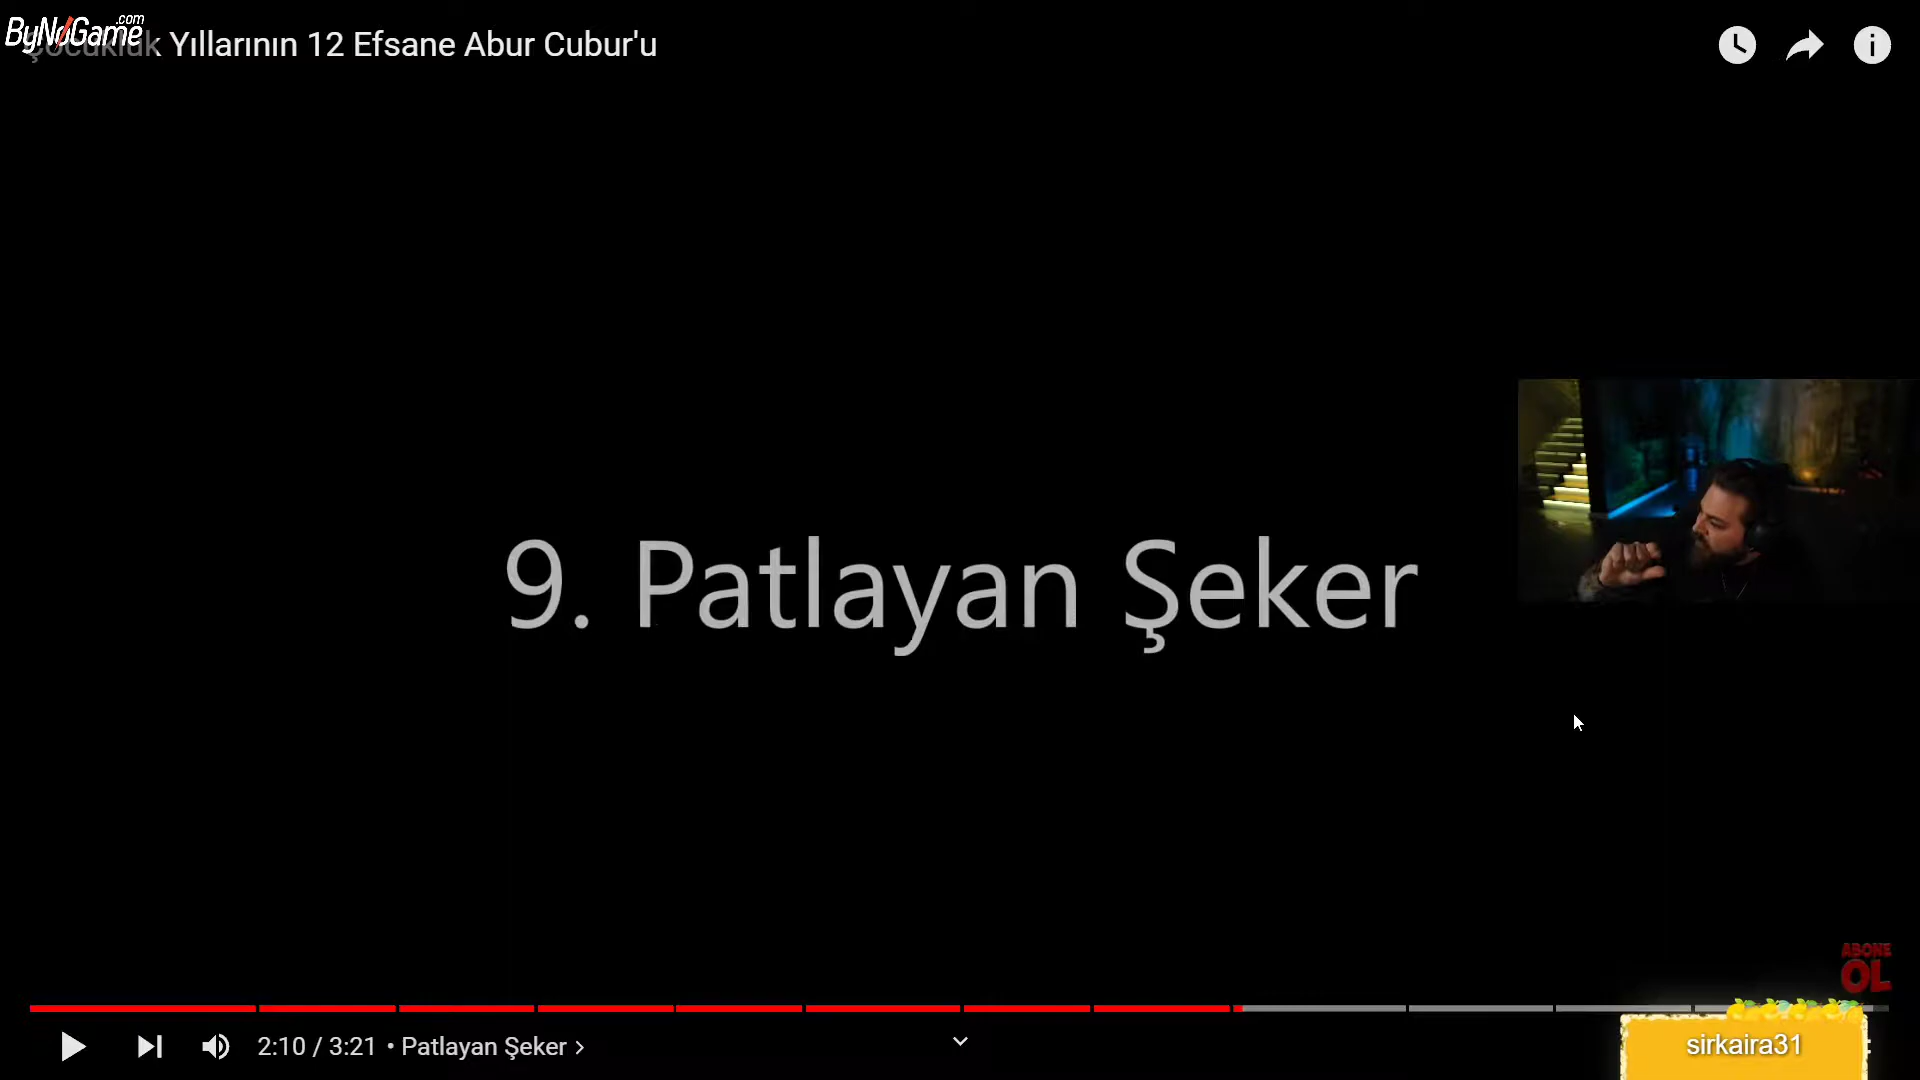 ByNoGame.com
Çocukluk Yıllarının 12 Efsane Abur Cubur'u
9. Patlayan Şeker
ABONE
OL
2:10 / 3:21 • Patlayan Şeker
sirkaira31